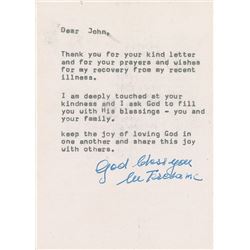 Dear John,
Thank you for your kind letter
and for your prayers and wishes
for my recovery from my recent
illness.
I am deeply touched at your
kindness and I ask God to fill
you with His blessings - you and
your family.
keep the joy of loving God in
one another and share this joy
with others.
God bless you